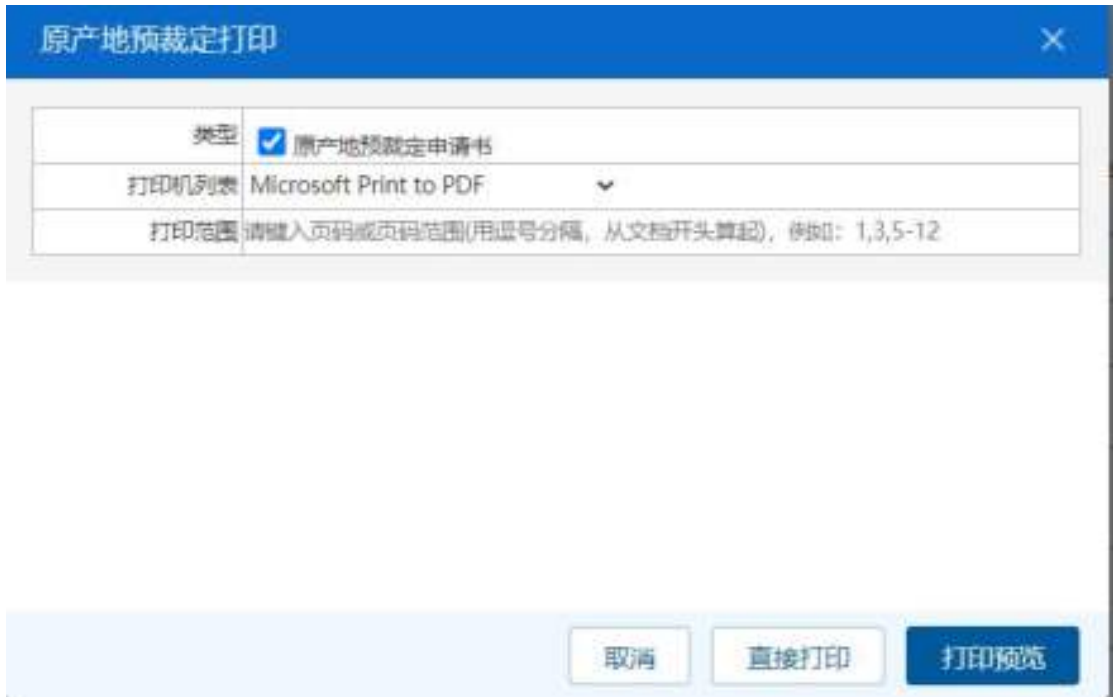 原产地预裁定打印
类型 原产地预裁定申请书
打印机列表 Microsoft Print to PDF
打印范围 请键入页码或页码范围(用逗号分隔，从文档开头算起)，例如：1,3,5-12
取消 直接打印 打印预览